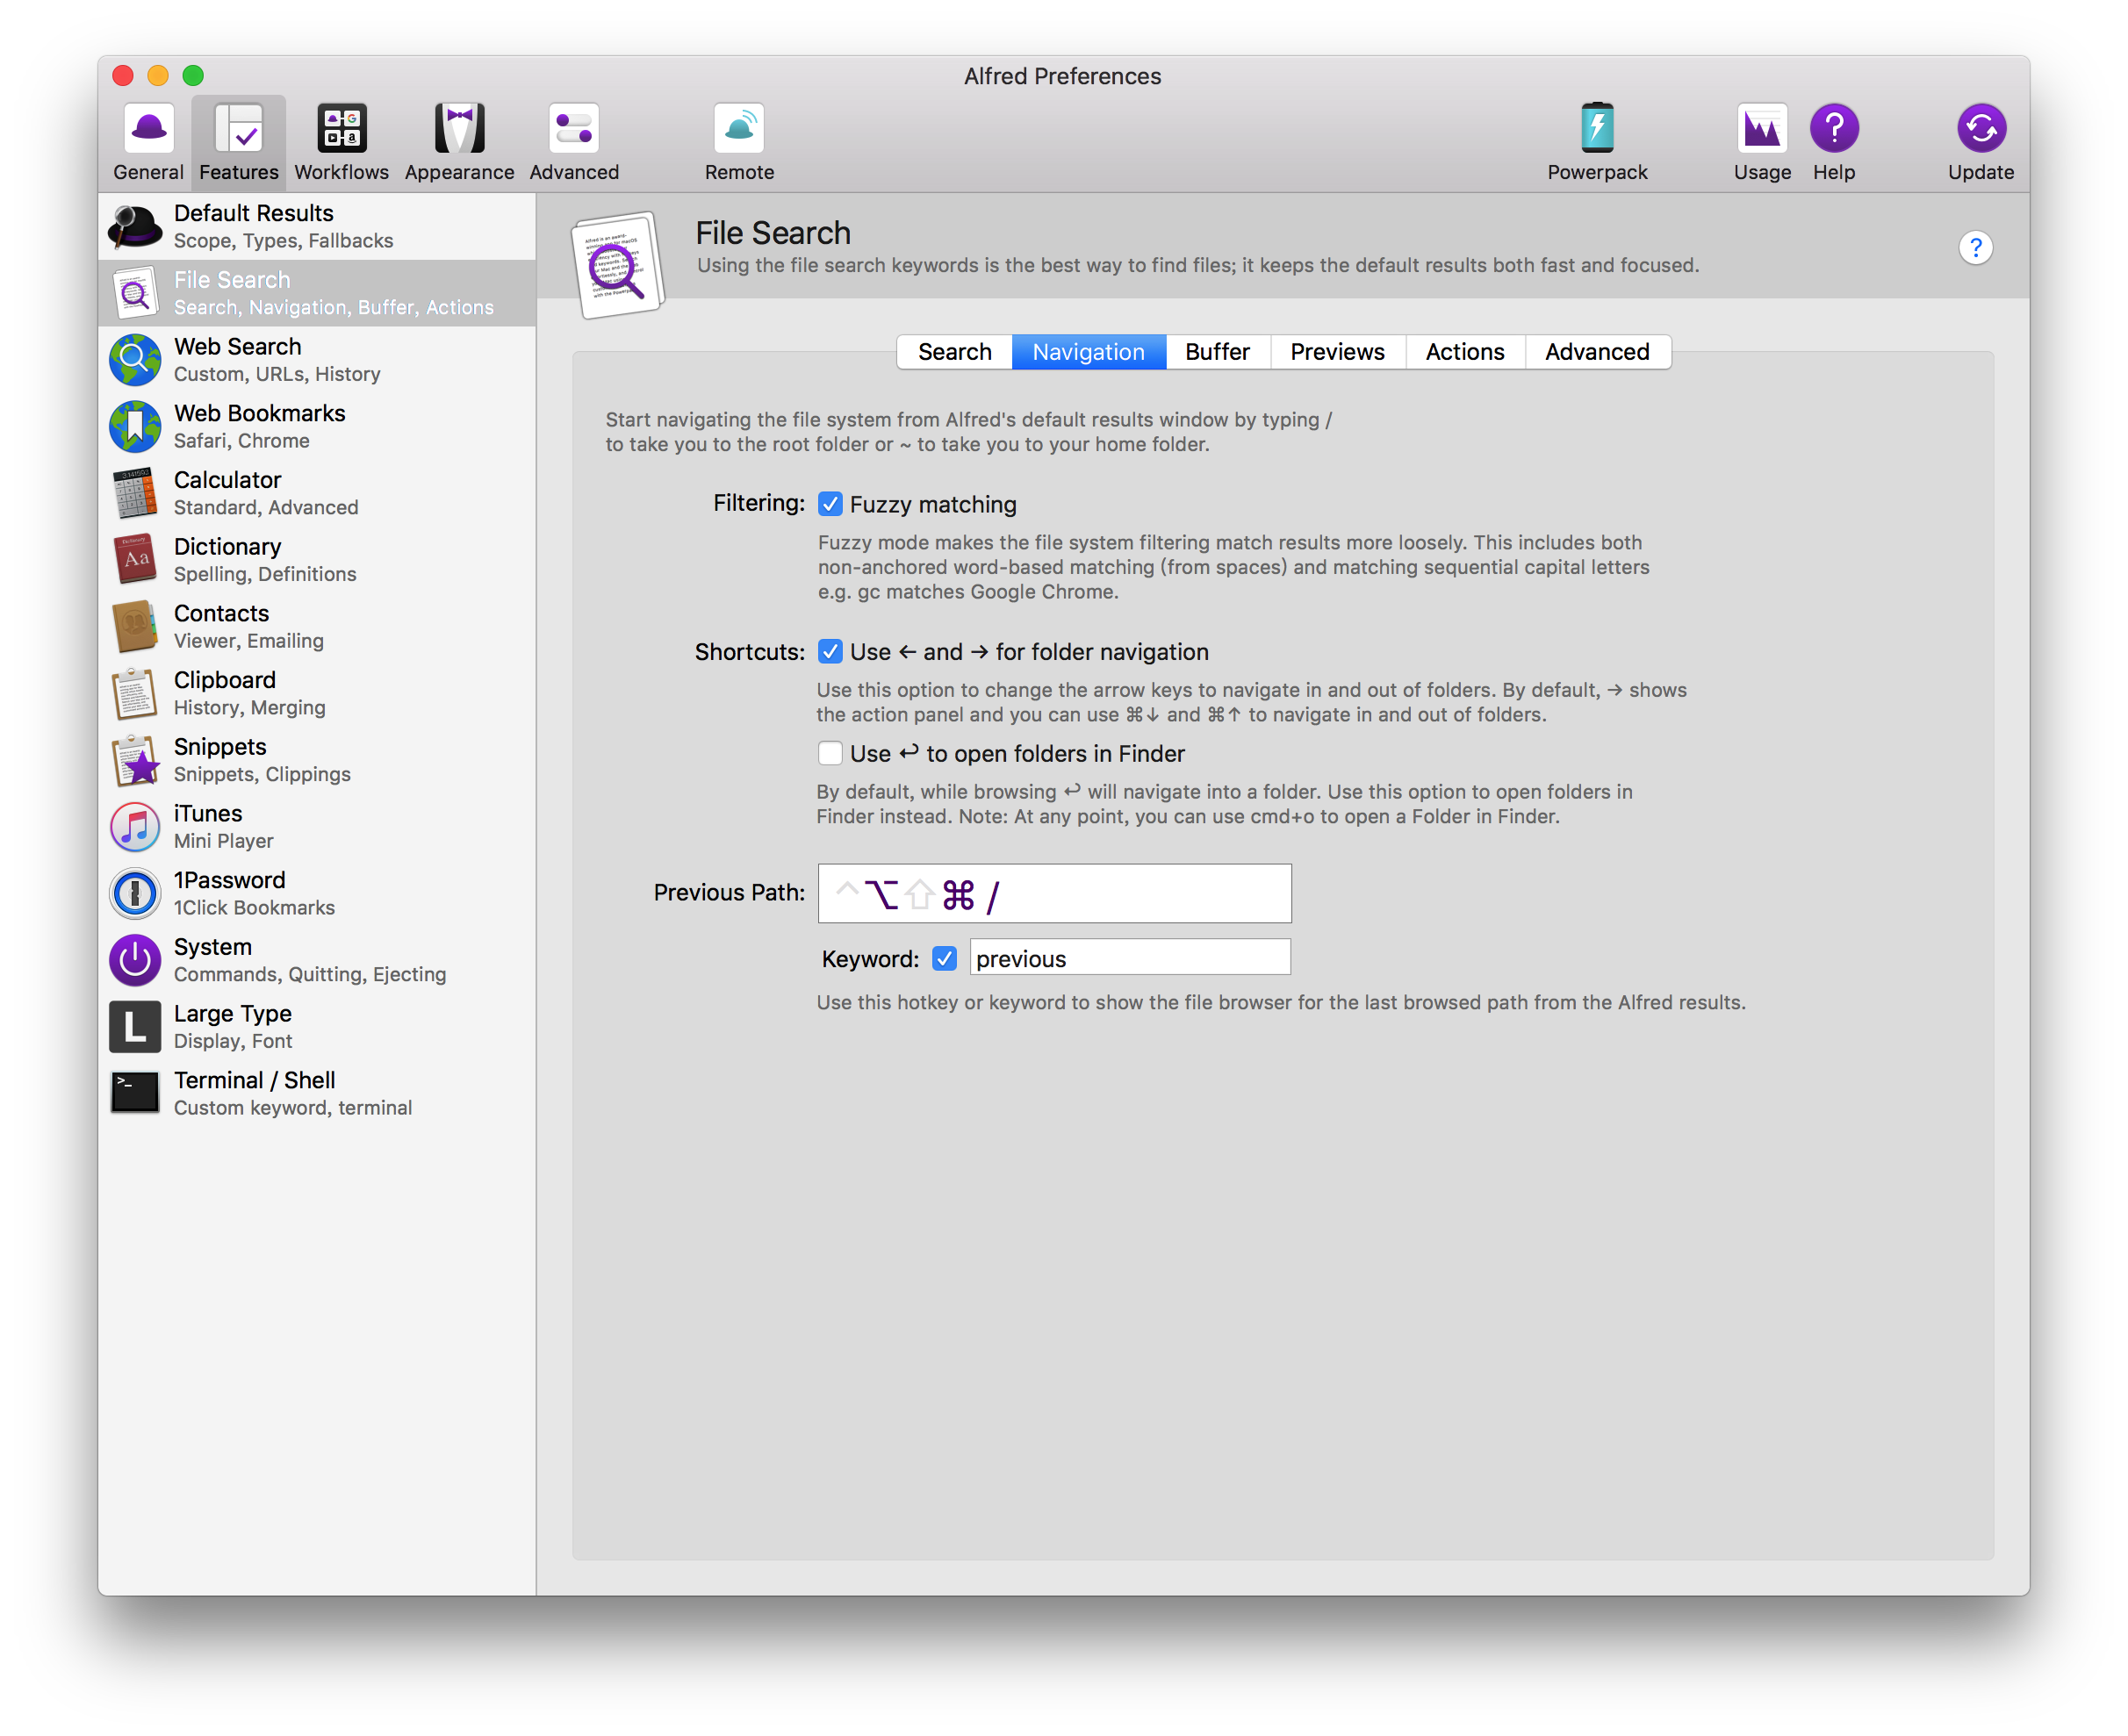 Alfred Preferences
General
Features
Workflows
Appearance
Advanced
Remote
Powerpack
Usage
Help
Update
Default Results
Scope, Types, Fallbacks
File Search
Search, Navigation, Buffer, Actions
Web Search
Custom, URLs, History
Web Bookmarks
Safari, Chrome
Calculator
Standard, Advanced
Dictionary
Spelling, Definitions
Contacts
Viewer, Emailing
Clipboard
History, Merging
Snippets
Snippets, Clippings
iTunes
Mini Player
1Password
1Click Bookmarks
System
Commands, Quitting, Ejecting
L
Large Type
Display, Font
>_
Terminal / Shell
Custom keyword, terminal
File Search
Using the file search keywords is the best way to find files; it keeps the default results both fast and focused.
?
Search
Navigation
Buffer
Previews
Actions
Advanced
Start navigating the file system from Alfred's default results window by typing /
to take you to the root folder or ~ to take you to your home folder.
Filtering: Fuzzy matching
Fuzzy mode makes the file system filtering match results more loosely. This includes both
non-anchored word-based matching (from spaces) and matching sequential capital letters
e.g. gc matches Google Chrome.
Shortcuts: Use ← and → for folder navigation
Use this option to change the arrow keys to navigate in and out of folders. By default, → shows
the action panel and you can use ⌘↓ and ⌘↑ to navigate in and out of folders.
Use ↩ to open folders in Finder
By default, while browsing ↩ will navigate into a folder. Use this option to open folders in
Finder instead. Note: At any point, you can use cmd+o to open a Folder in Finder.
Previous Path: ^⌥⇧⌘ /
Keyword: previous
Use this hotkey or keyword to show the file browser for the last browsed path from the Alfred results.